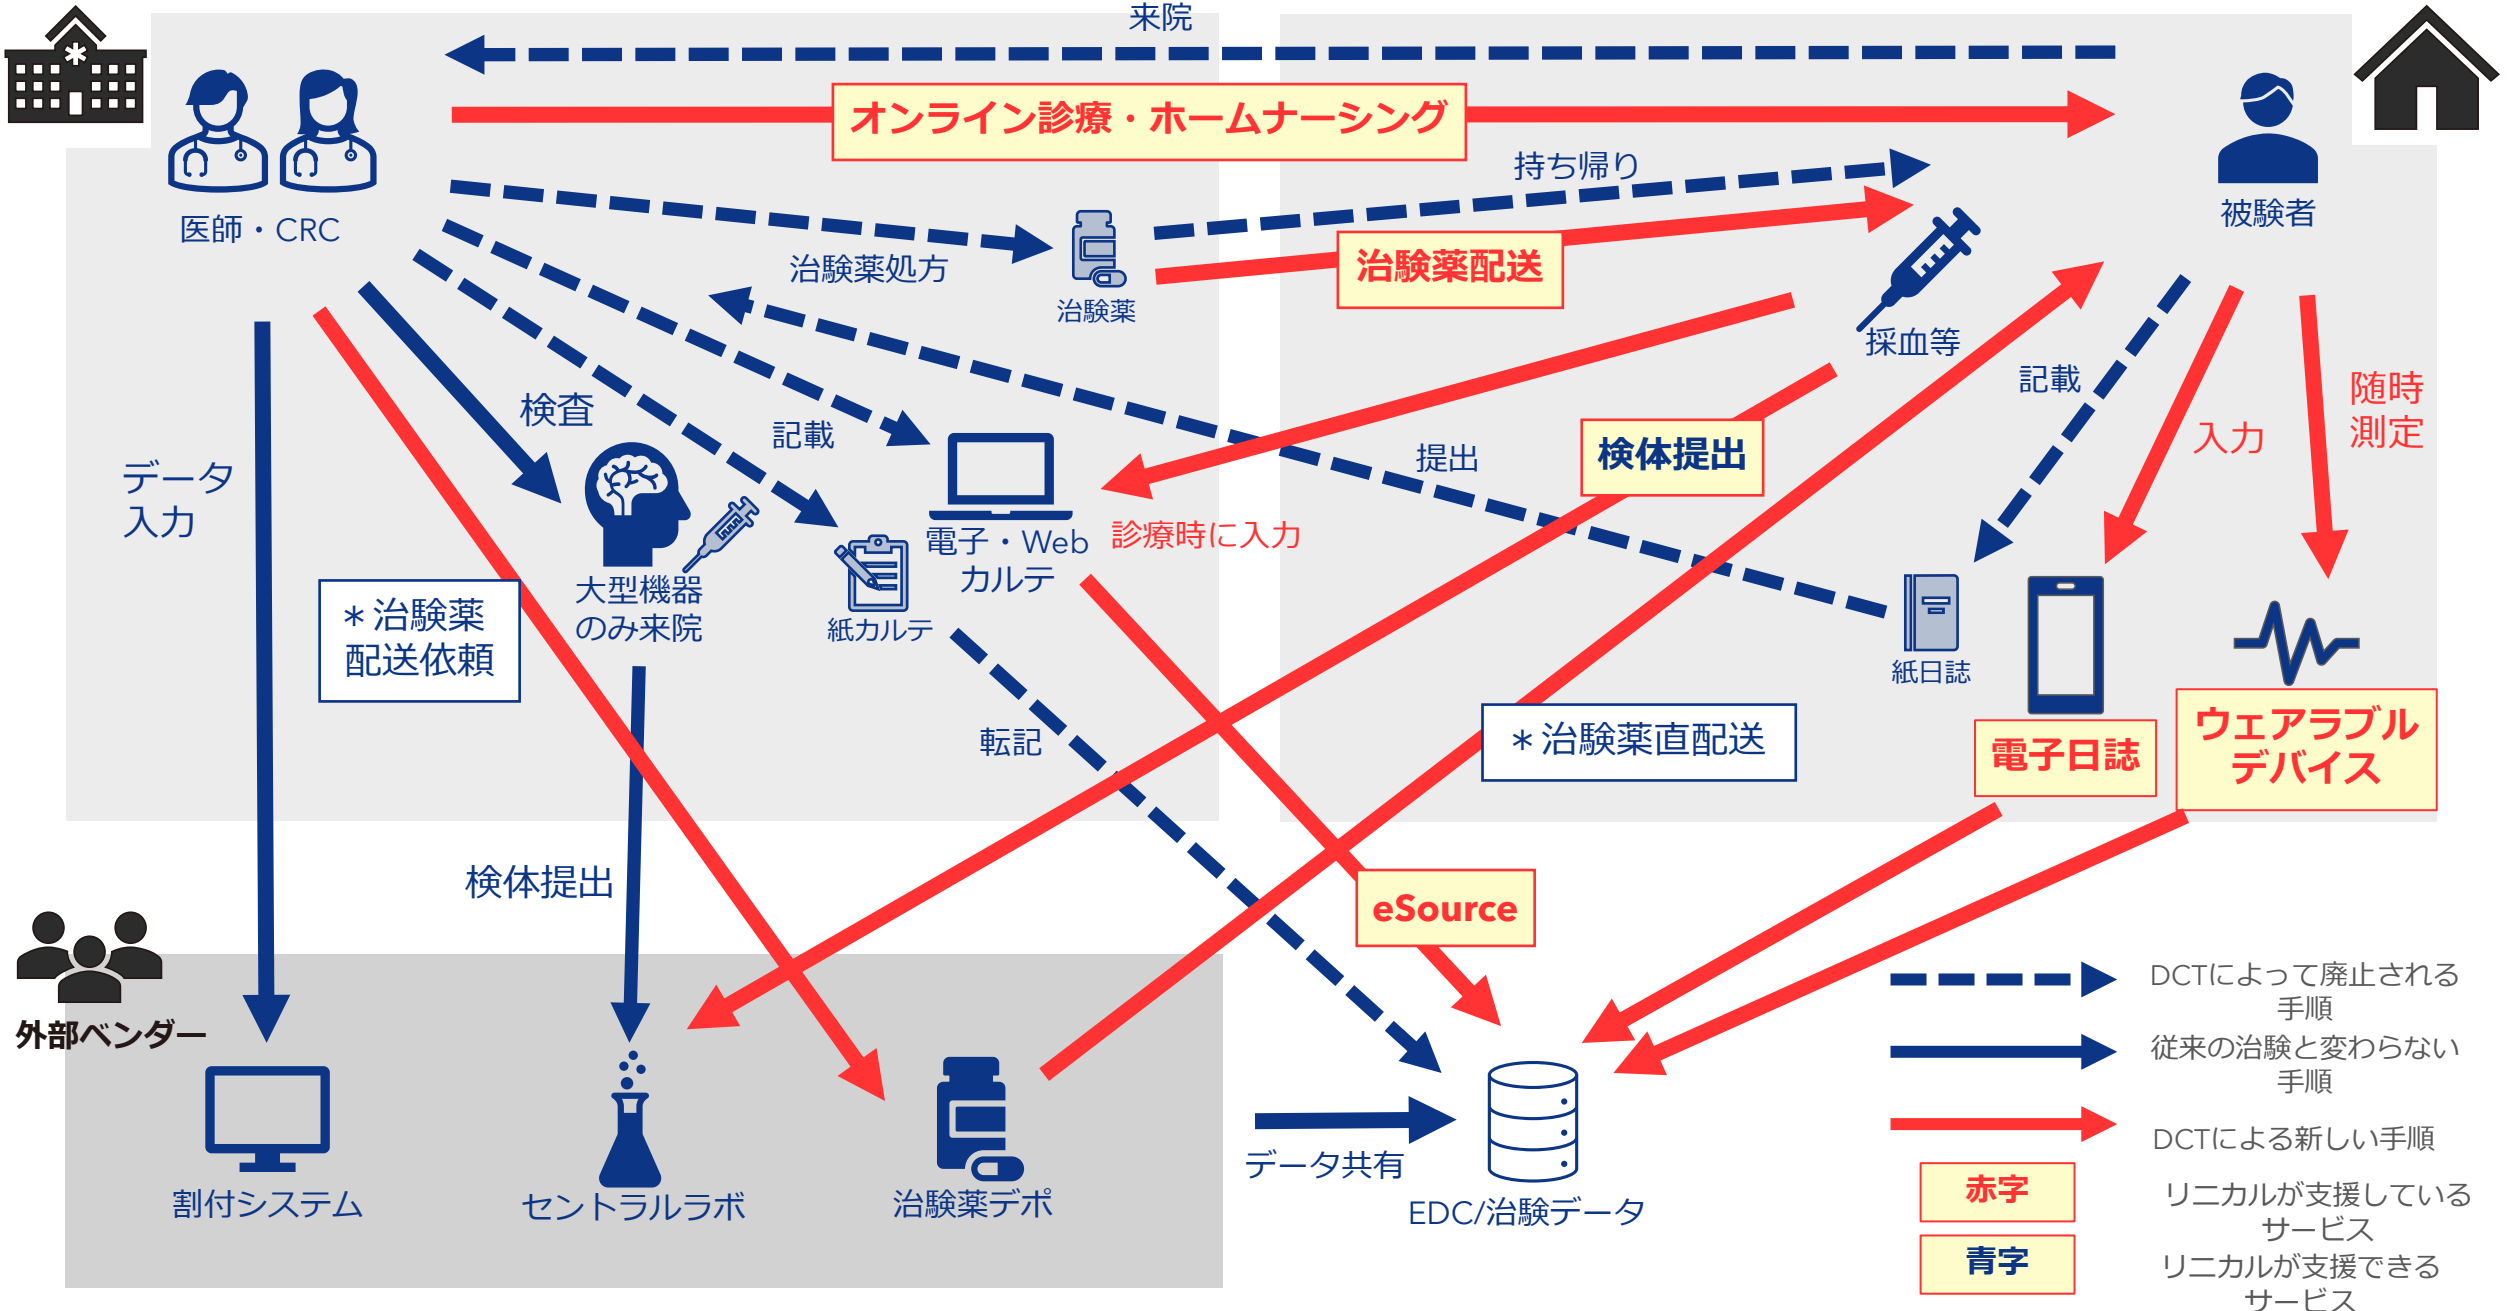 来院
オンライン診療・ホームナーシング
持ち帰り
医師・CRC
被験者
治験薬処方
治験薬配送
治験薬
採血等
記載
随時
測定
検査
記載
入力
検体提出
提出
データ
入力
診療時に入力
電子・Web
カルテ
大型機器
のみ来院
紙カルテ
＊治験薬
配送依頼
紙日誌
転記
＊治験薬直配送
電子日誌
ウェアラブル
デバイス
検体提出
eSource
外部ベンダー
割付システム
セントラルラボ
治験薬デポ
データ共有
EDC/治験データ
DCTによって廃止される
手順
従来の治験と変わらない
手順
DCTによる新しい手順
赤字
リニカルが支援している
サービス
青字
リニカルが支援できる
サービス